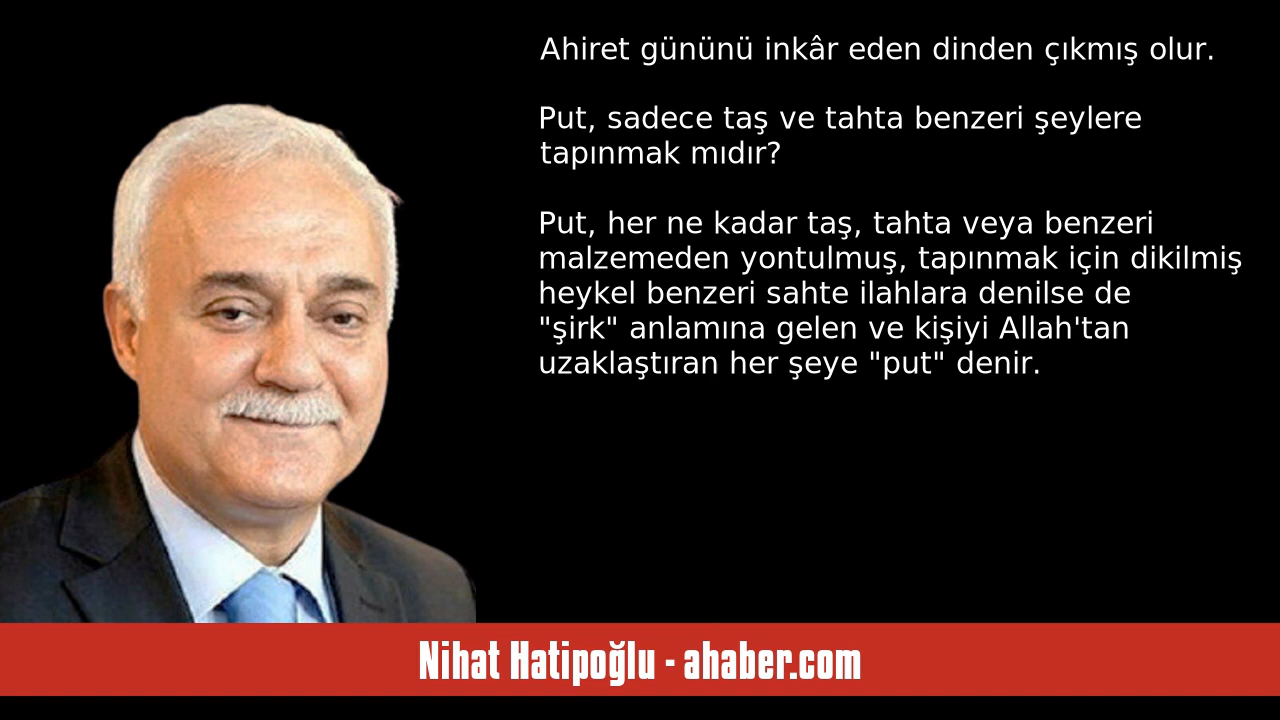 Ahiret gününü inkâr eden dinden çıkmış olur.
Put, sadece taş ve tahta benzeri şeylere
tapınmak mıdır?
Put, her ne kadar taş, tahta veya benzeri
malzemeden yontulmuş, tapınmak için dikilmiş
heykel benzeri sahte ilahlara denilse de
"şirk" anlamına gelen ve kişiyi Allah'tan
uzaklaştıran her şeye "put" denir.
Nihat Hatipoğlu - ahaber.com